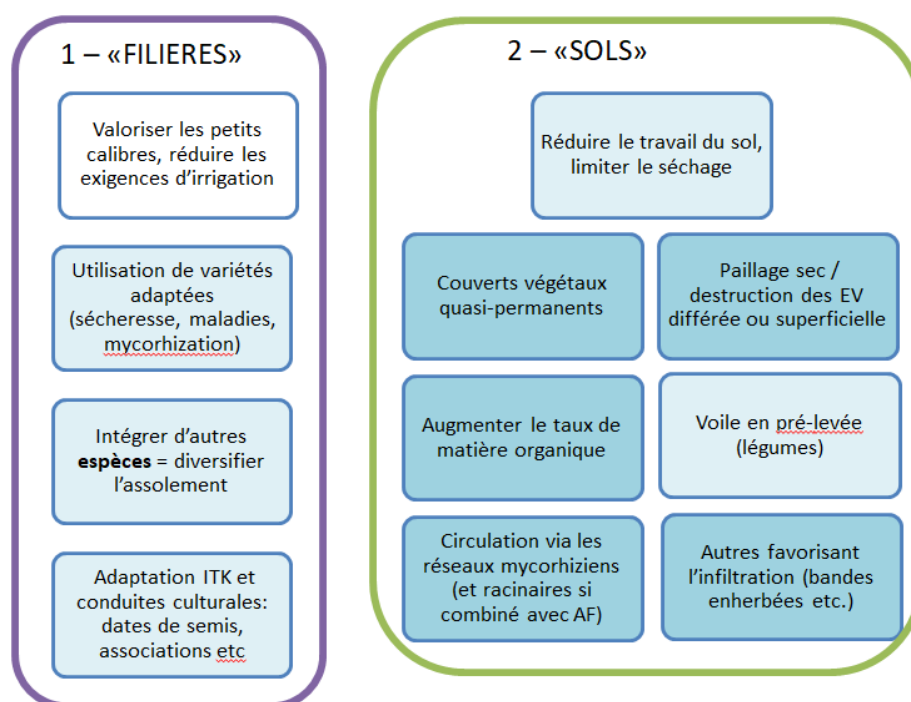 1 – «FILIERES»
Valoriser les petits
calibres, réduire les
exigences d'irrigation
Utilisation de variétés
adaptées
(sécheresse, maladies,
mycorhization)
Intégrer d'autres
espèces = diversifier
l'assolement
Adaptation ITK et
conduites culturales:
dates de semis,
associations etc
2 – «SOLS»
Réduire le travail du sol,
limiter le séchage
Couverts végétaux
quasi-permanents
Paillage sec /
destruction des EV
différée ou superficielle
Augmenter le taux de
matière organique
Voile en pré-levée
(légumes)
Circulation via les
réseaux mycorhiziens
(et racinaires si
combiné avec AF)
Autres favorisant
l'infiltration (bandes
enherbées etc.)